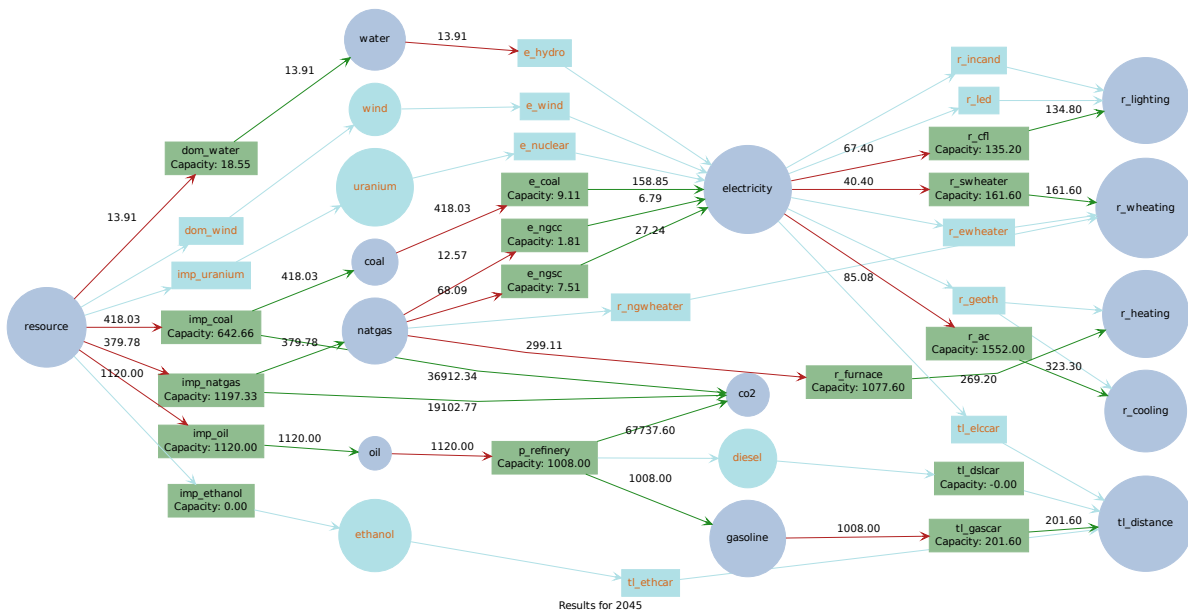 water
13.91
e_hydro
13.91
wind
e_wind
uranium
e_nuclear
dom_water
Capacity: 18.55
13.91
dom_wind
imp_uranium
resource
418.03
379.78
1120.00
imp_coal
Capacity: 642.66
418.03
coal
418.03
e_coal
Capacity: 9.11
158.85
12.57
e_ngcc
Capacity: 1.81
6.79
68.09
e_ngsc
Capacity: 7.51
27.24
natgas
379.78
r_ngwheater
imp_natgas
Capacity: 1197.33
36912.34
19102.77
299.11
co2
imp_oil
Capacity: 1120.00
1120.00
oil
1120.00
p_refinery
Capacity: 1008.00
67737.60
1008.00
diesel
gasoline
imp_ethanol
Capacity: 0.00
ethanol
tl_ethcar
electricity
r_incand
r_led
67.40
r_cfl
Capacity: 135.20
134.80
r_lighting
40.40
r_swheater
Capacity: 161.60
161.60
r_wheating
r_ewheater
85.08
r_geoth
r_heating
r_ac
Capacity: 1552.00
323.30
r_furnace
Capacity: 1077.60
269.20
r_cooling
tl_elccar
tl_dslcar
Capacity: -0.00
1008.00
tl_gascar
Capacity: 201.60
201.60
tl_distance
Results for 2045